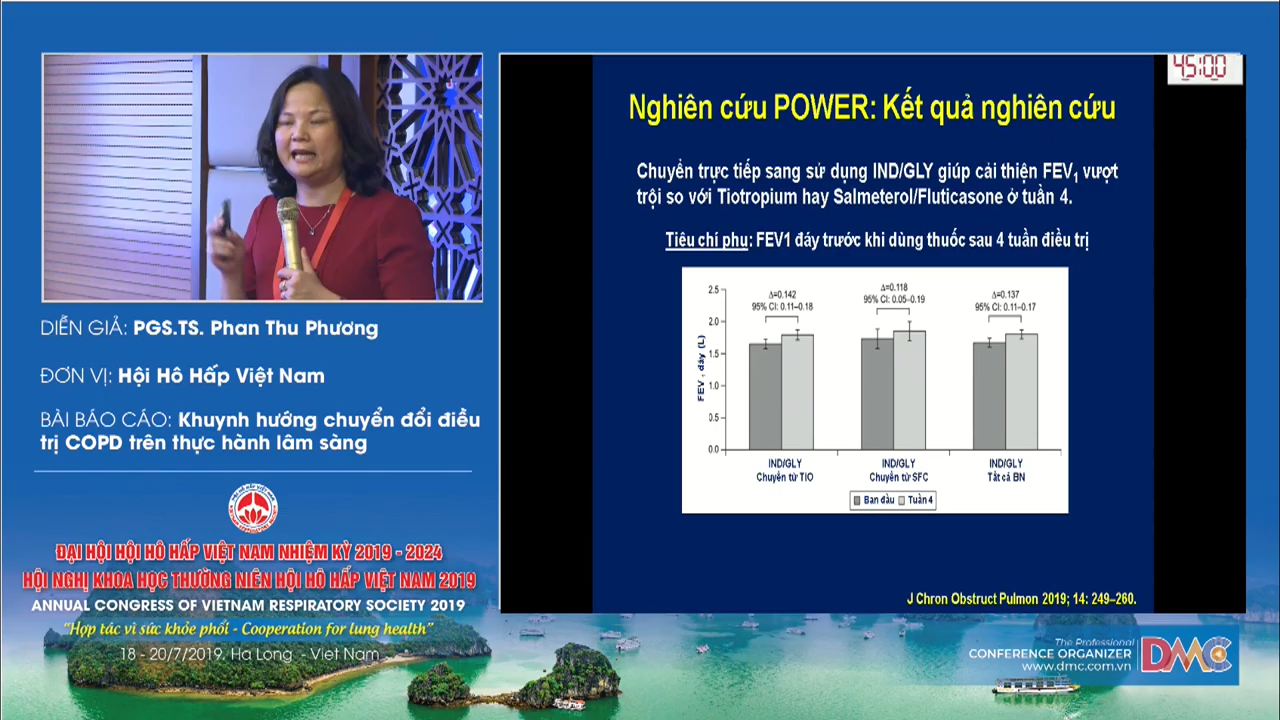 DIỄN GIẢ: PGS.TS. Phan Thu Phương
ĐƠN VỊ: Hội Hô Hấp Việt Nam
BÀI BÁO CÁO: Khuynh hướng chuyển đổi điều
trị COPD trên thực hành lâm sàng
ĐẠI HỘI HỘI HÔ HẤP VIỆT NAM NHIỆM KỲ 2019 - 2024
HỘI NGHỊ KHOA HỌC THƯỜNG NIÊN HỘI HÔ HẤP VIỆT NAM 2019
ANNUAL CONGRESS OF VIETNAM RESPIRATORY SOCIETY 2019
"Hợp tác vì sức khỏe phổi - Cooperation for lung health"
18 - 20/7/2019. Ha Long - Viet Nam
45:00
Nghiên cứu POWER: Kết quả nghiên cứu
Chuyển trực tiếp sang sử dụng IND/GLY giúp cải thiện FEV1 vượt
trội so với Tiotropium hay Salmeterol/Fluticasone ở tuần 4.
Tiêu chí phụ: FEV1 đáy trước khi dùng thuốc sau 4 tuần điều trị
FEV, đáy (L)
2.5
2.0
1.5
1.0
0.5
0.0
Δ=0.142
95% CI: 0.11–0.18
Δ=0.118
95% CI: 0.05–0.19
Δ=0.137
95% CI: 0.11–0.17
IND/GLY
Chuyển từ TIO
IND/GLY
Chuyển từ SFC
IND/GLY
Tất cả BN
Ban đầu Tuần 4
J Chron Obstruct Pulmon 2019; 14: 249–260.
The Professional
CONFERENCE ORGANIZER
www.dmc.com.vn
DMC